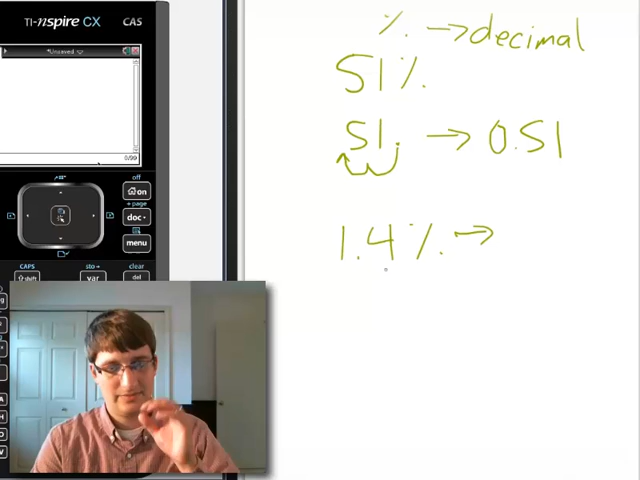 TI-nspire CX CAS
*Unsaved
0/99
% → decimal
51%
51. → 0.51
1.4% →
off
on
+ page
doc
menu
CAPS
sto
clear
shift
var
del